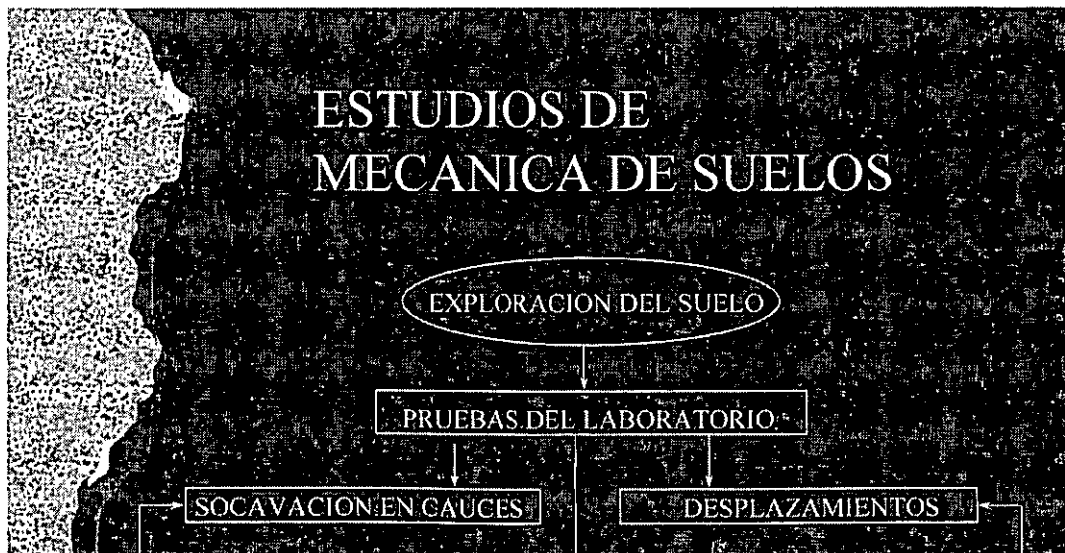 ESTUDIOS DE
MECANICA DE SUELOS
EXPLORACION DEL SUELO
PRUEBAS DEL LABORATORIO
SOCAVACION EN CAUCES
DESPLAZAMIENTOS